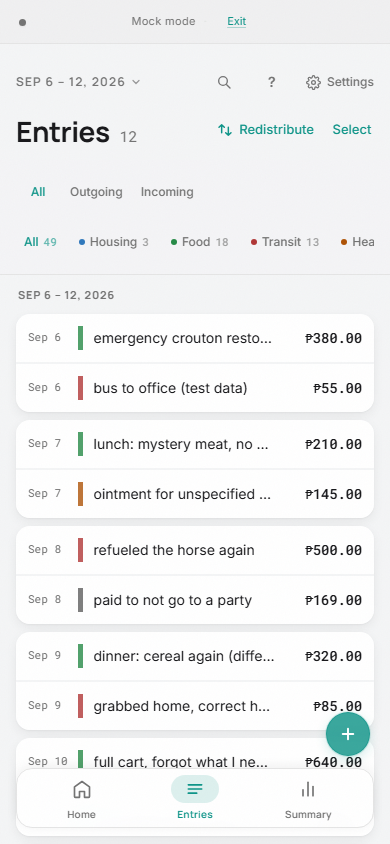 Mock mode Exit
SEP 6 – 12, 2026 ? Settings
Entries 12 Redistribute Select
All Outgoing Incoming
All 49 Housing 3 Food 18 Transit 13 Hea
SEP 6 – 12, 2026
Sep 6 emergency crouton resto... ₱380.00
Sep 6 bus to office (test data) ₱55.00
Sep 7 lunch: mystery meat, no ... ₱210.00
Sep 7 ointment for unspecified ... ₱145.00
Sep 8 refueled the horse again ₱500.00
Sep 8 paid to not go to a party ₱169.00
Sep 9 dinner: cereal again (diffe... ₱320.00
Sep 9 grabbed home, correct h... ₱85.00
Sep 10 full cart, forgot what I ne... ₱640.00
Home Entries Summary